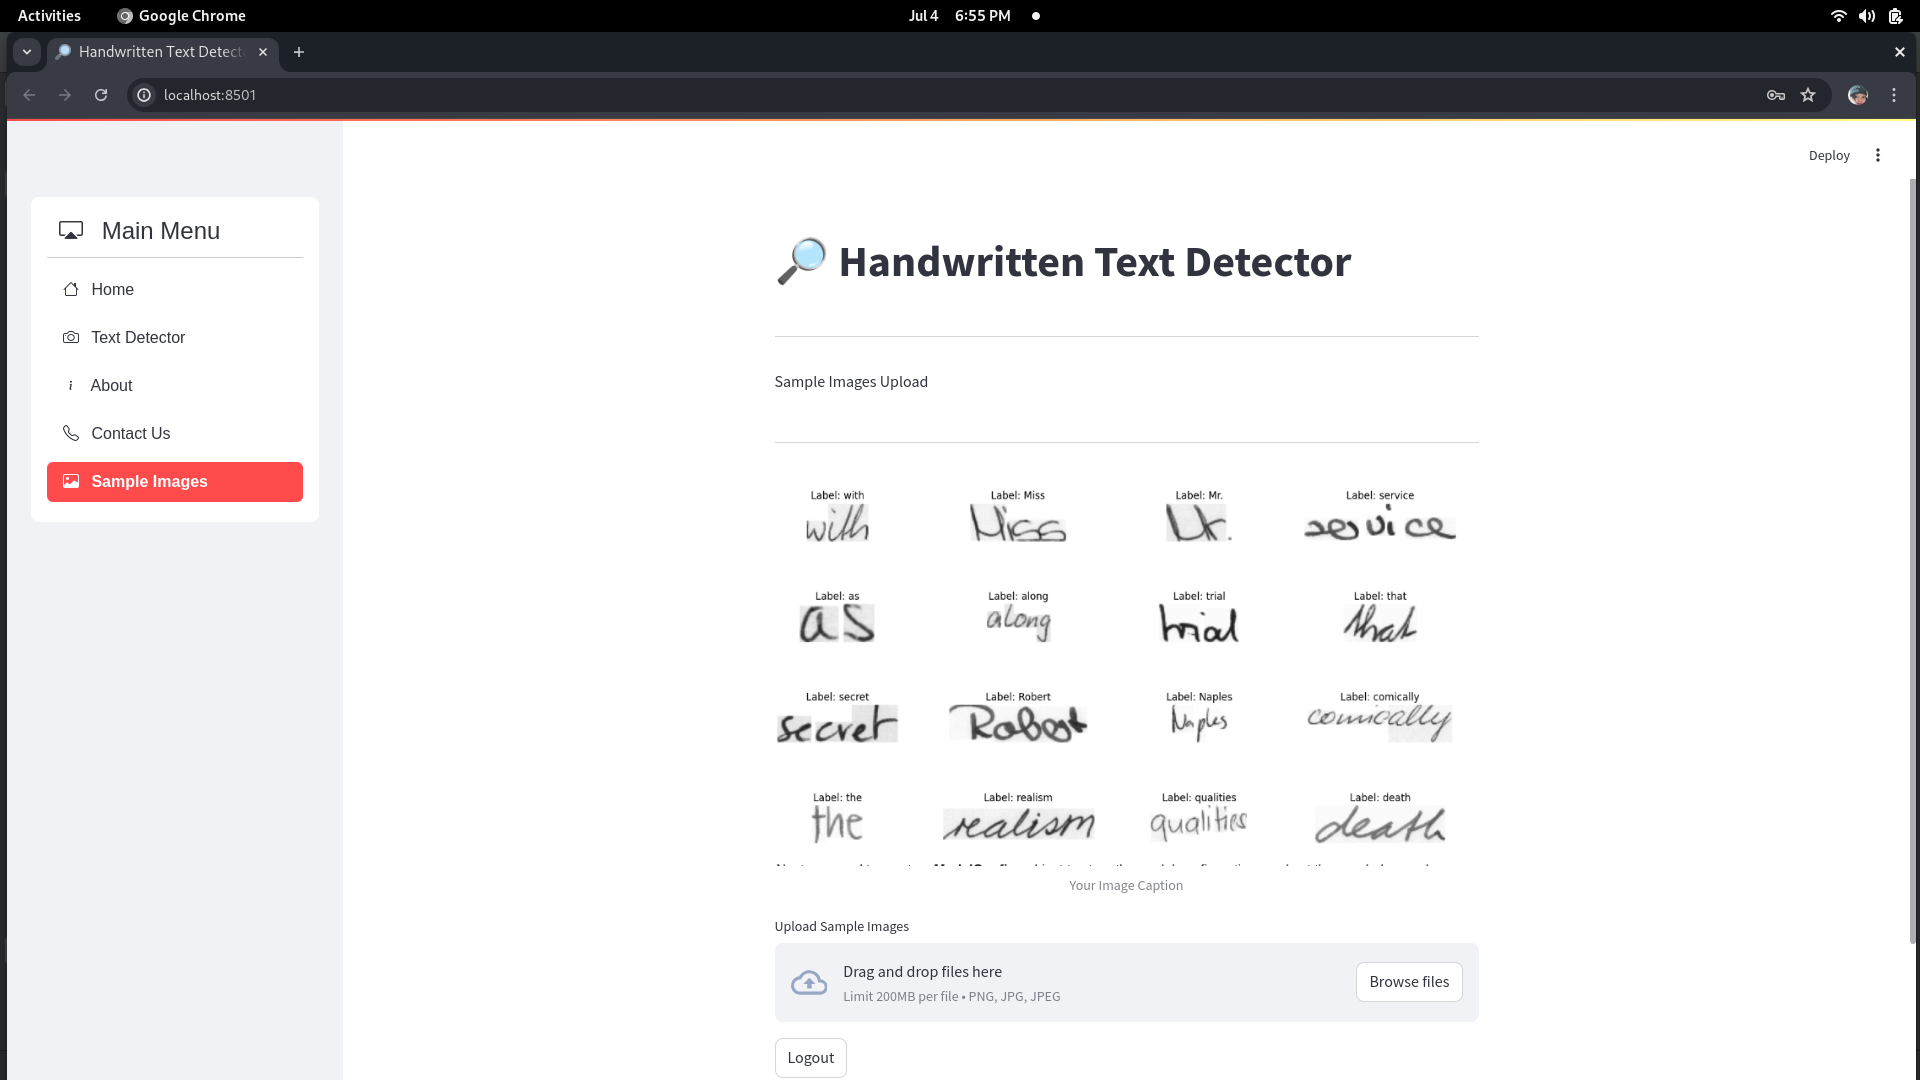 Activities Google Chrome Jul 4 6:55 PM
Handwritten Text Detect
localhost:8501
Deploy
Main Menu
Home
Text Detector
About
Contact Us
Sample Images
Handwritten Text Detector
Sample Images Upload
Label: with Label: Miss Label: Mr. Label: service
with Miss Mr. service
Label: as Label: along Label: trial Label: that
as along trial that
Label: secret Label: Robert Label: Naples Label: comically
secret Robert Naples comically
Label: the Label: realism Label: qualities Label: death
the realism qualities death
Your Image Caption
Upload Sample Images
Drag and drop files here
Limit 200MB per file • PNG, JPG, JPEG
Browse files
Logout